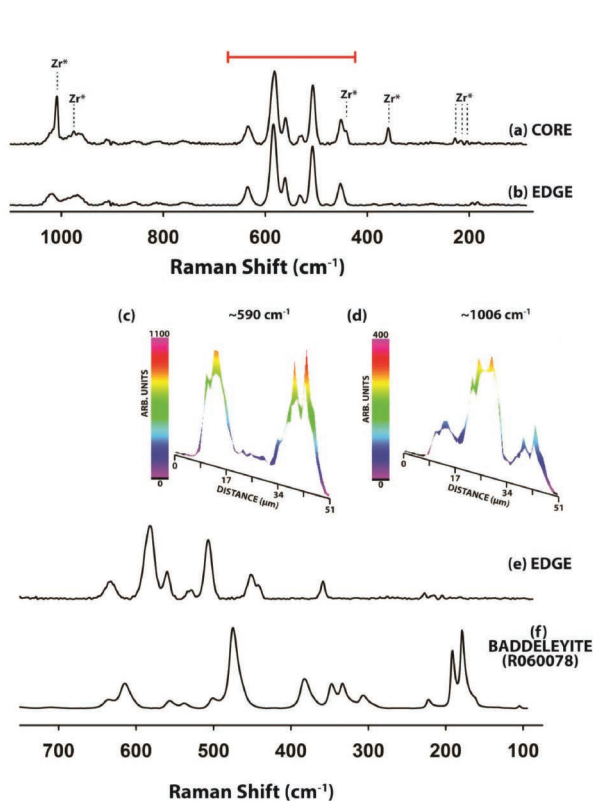 Zr*
Zr*
Zr*
Zr*
Zr*
(a) CORE
(b) EDGE
1000 800 600 400 200
Raman Shift (cm-1)
(c) ~590 cm-1 (d) ~1006 cm-1
1100 400
ARB. UNITS ARB. UNITS
0 0
0 17 34 51
DISTANCE (μm)
0 17 34 51
DISTANCE (μm)
(e) EDGE
(f)
BADDELEYITE
(R060078)
700 600 500 400 300 200 100
Raman Shift (cm-1)